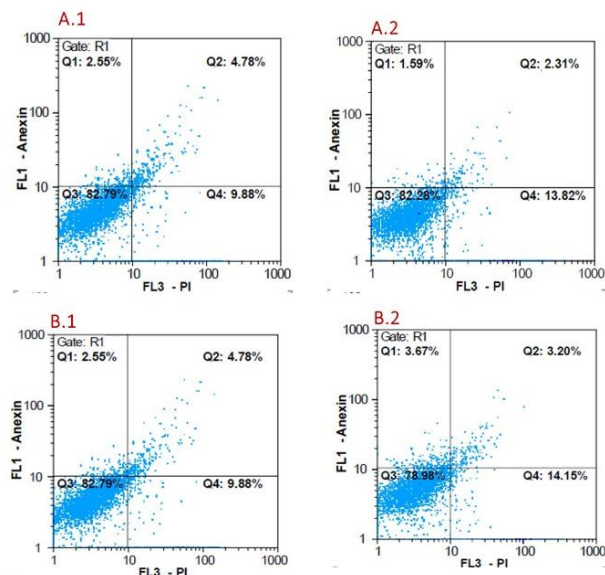 A.1
1000
Gate: R1
Q1: 2.55%
Q2: 4.78%
100
FL1 - Anexin
10
Q3: 82.79%
Q4: 9.88%
1
1 10 100 1000
FL3 - PI
A.2
1000
Gate: R1
Q1: 1.59%
Q2: 2.31%
100
FL1 - Anexin
10
Q3: 82.28%
Q4: 13.82%
1
1 10 100 1000
FL3 - PI
B.1
1000
Gate: R1
Q1: 2.55%
Q2: 4.78%
100
FL1 - Anexin
10
Q3: 82.79%
Q4: 9.88%
1
1 10 100 1000
FL3 - PI
B.2
1000
Gate: R1
Q1: 3.67%
Q2: 3.20%
100
FL1 - Anexin
10
Q3: 78.98%
Q4: 14.15%
1
1 10 100 1000
FL3 - PI